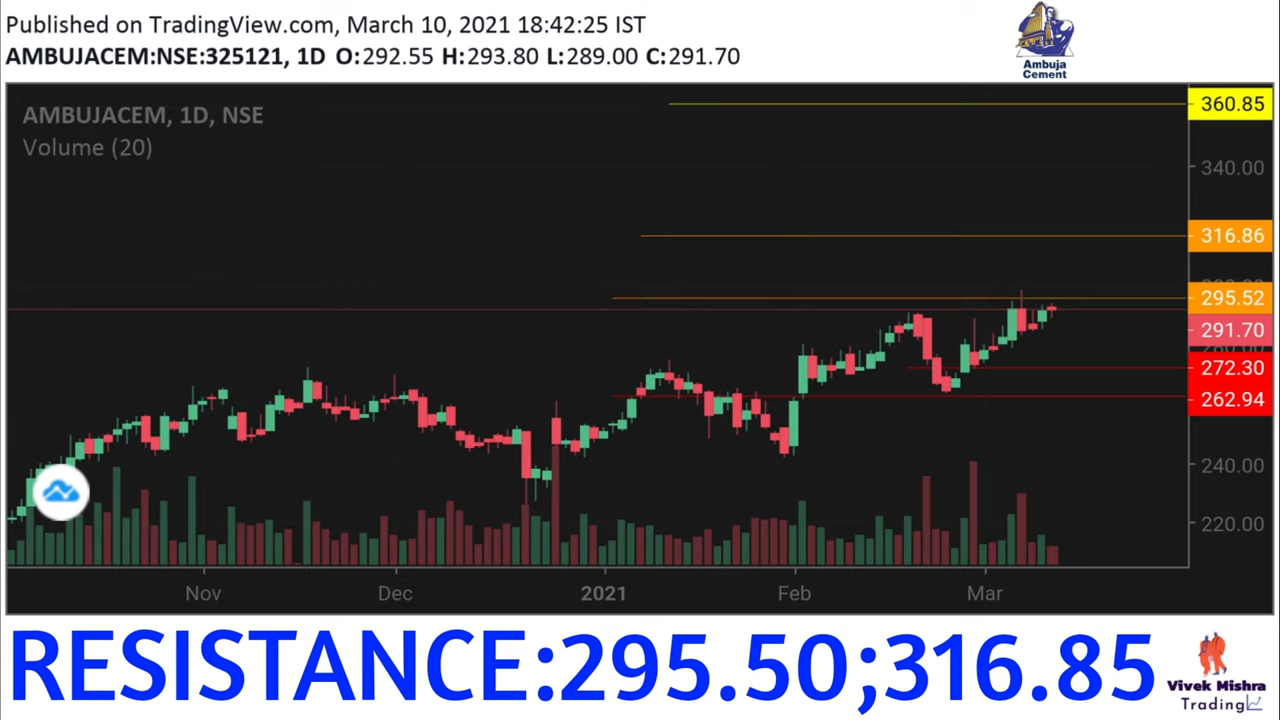 Published on TradingView.com, March 10, 2021 18:42:25 IST
AMBUJACEM:NSE:325121, 1D O:292.55 H:293.80 L:289.00 C:291.70
Ambuja
Cement
AMBUJACEM, 1D, NSE
Volume (20)
360.85
340.00
316.86
295.52
291.70
272.30
262.94
240.00
220.00
Nov Dec 2021 Feb Mar
RESISTANCE:295.50;316.85
Vivek Mishra
Trading